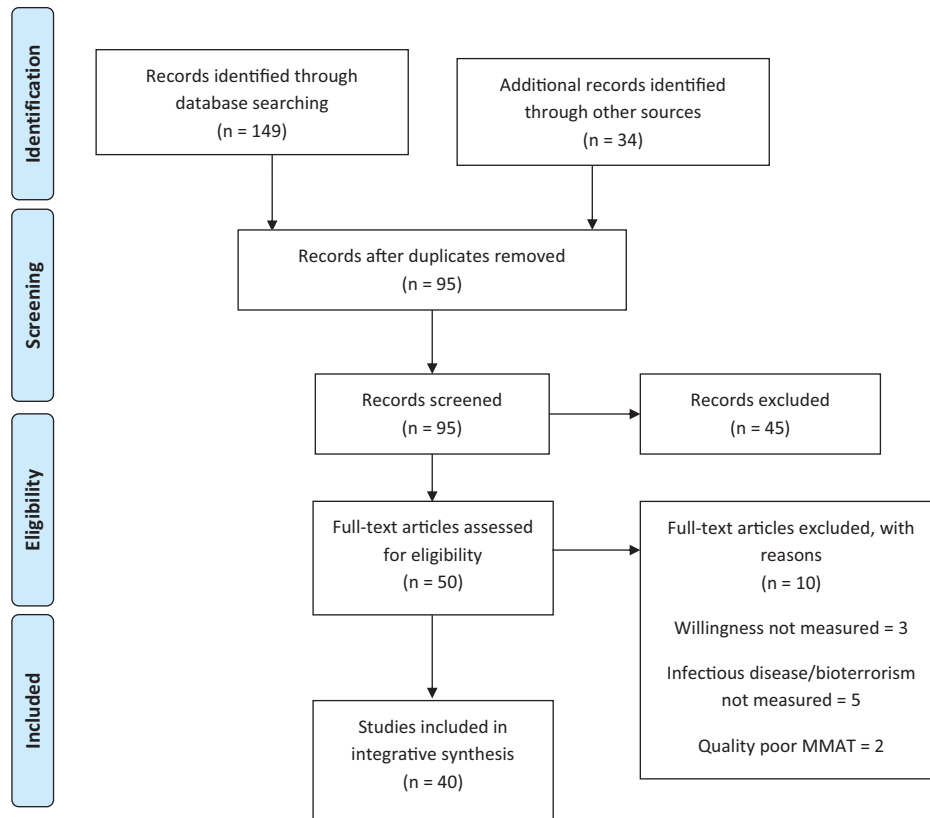 Identification
Records identified through
database searching
(n = 149)
Additional records identified
through other sources
(n = 34)
Screening
Records after duplicates removed
(n = 95)
Records screened
(n = 95)
Records excluded
(n = 45)
Eligibility
Full-text articles assessed
for eligibility
(n = 50)
Full-text articles excluded, with
reasons
(n = 10)
Willingness not measured = 3
Infectious disease/bioterrorism
not measured = 5
Quality poor MMAT = 2
Included
Studies included in
integrative synthesis
(n = 40)